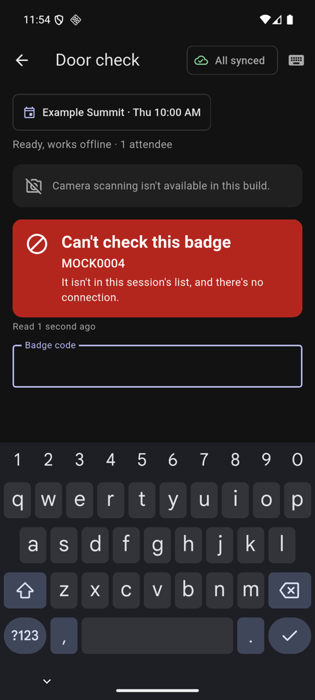 11:54
Door check
All synced
Example Summit · Thu 10:00 AM
Ready, works offline · 1 attendee
Camera scanning isn't available in this build.
Can't check this badge
MOCK0004
It isn't in this session's list, and there's no
connection.
Read 1 second ago
Badge code
1 2 3 4 5 6 7 8 9 0
q w e r t y u i o p
a s d f g h j k l
z x c v b n m
?123 , .